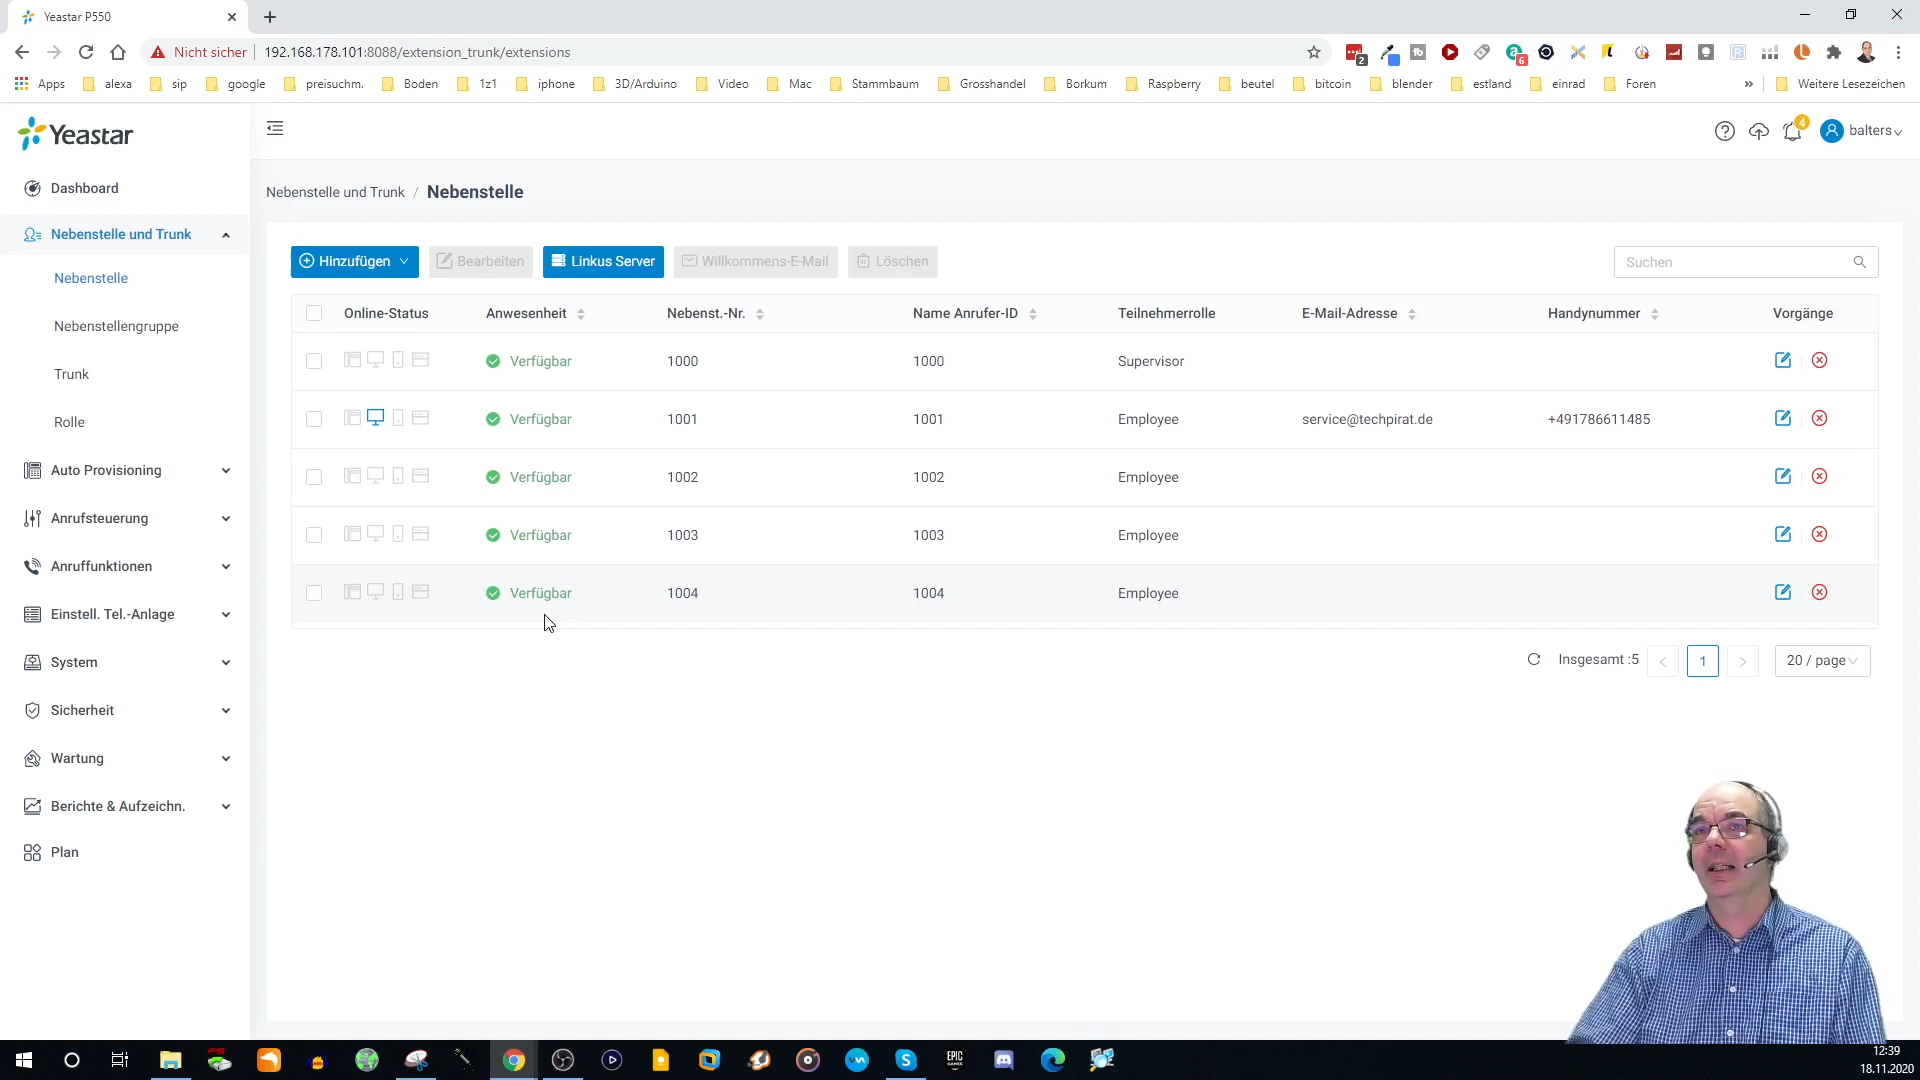 Yeastar P550
Nicht sicher 192.168.178.101:8088/extension_trunk/extensions
2
6
Apps alexa sip google preisuchm. Boden 1z1 iphone 3D/Arduino Video Mac Stammbaum Grosshandel Borkum Raspberry beutel bitcoin blender estland einrad Foren » Weitere Lesezeichen
Yeastar
4
balters
Dashboard
Nebenstelle und Trunk
Nebenstelle
Nebenstellengruppe
Trunk
Rolle
Auto Provisioning
Anrufsteuerung
Anruffunktionen
Einstell. Tel.-Anlage
System
Sicherheit
Wartung
Berichte & Aufzeichn.
Plan
Nebenstelle und Trunk / Nebenstelle
Hinzufügen Bearbeiten Linkus Server Willkommens-E-Mail Löschen Suchen
Online-Status Anwesenheit Nebenst.-Nr. Name Anrufer-ID Teilnehmerrolle E-Mail-Adresse Handynummer Vorgänge
Verfügbar 1000 1000 Supervisor
Verfügbar 1001 1001 Employee service@techpirat.de +491786611485
Verfügbar 1002 1002 Employee
Verfügbar 1003 1003 Employee
Verfügbar 1004 1004 Employee
Insgesamt :5 < 1 > 20 / page
EPIC GAMES
12:39
18.11.2020